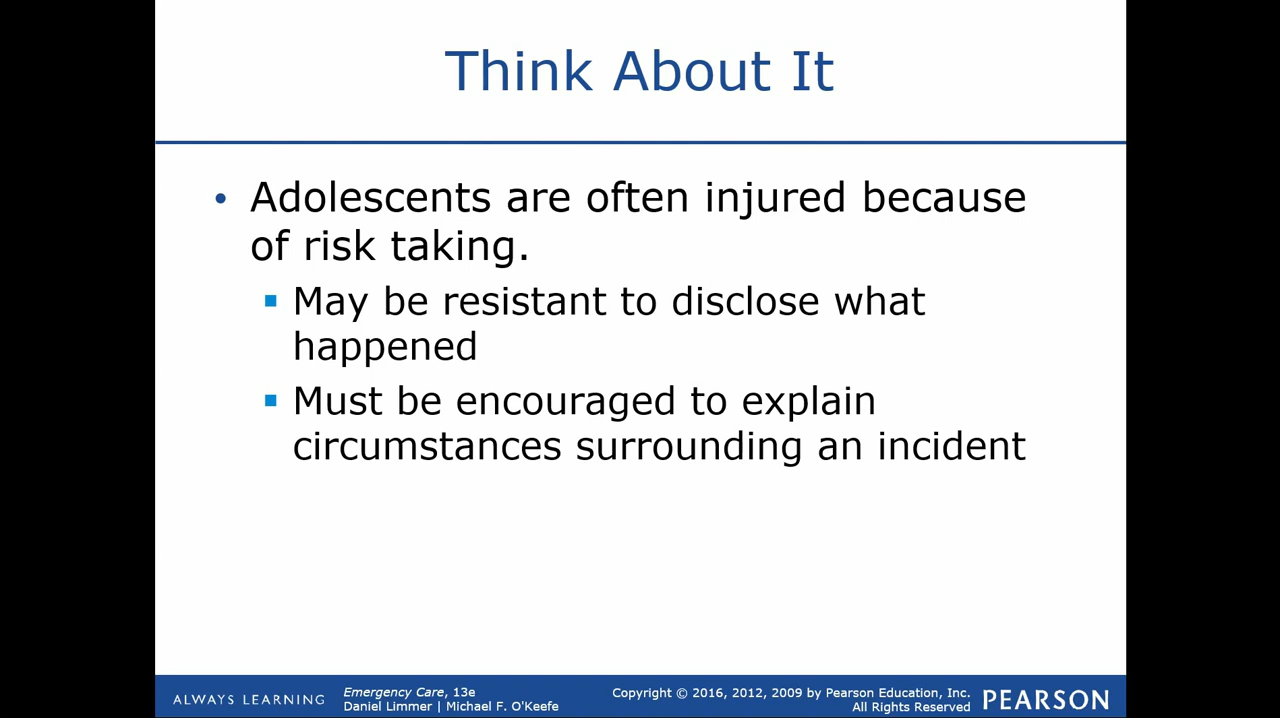 Think About It
• Adolescents are often injured because
of risk taking.
▪ May be resistant to disclose what
happened
▪ Must be encouraged to explain
circumstances surrounding an incident
ALWAYS LEARNING
Emergency Care, 13e
Daniel Limmer | Michael F. O'Keefe
Copyright © 2016, 2012, 2009 by Pearson Education, Inc.
All Rights Reserved
PEARSON